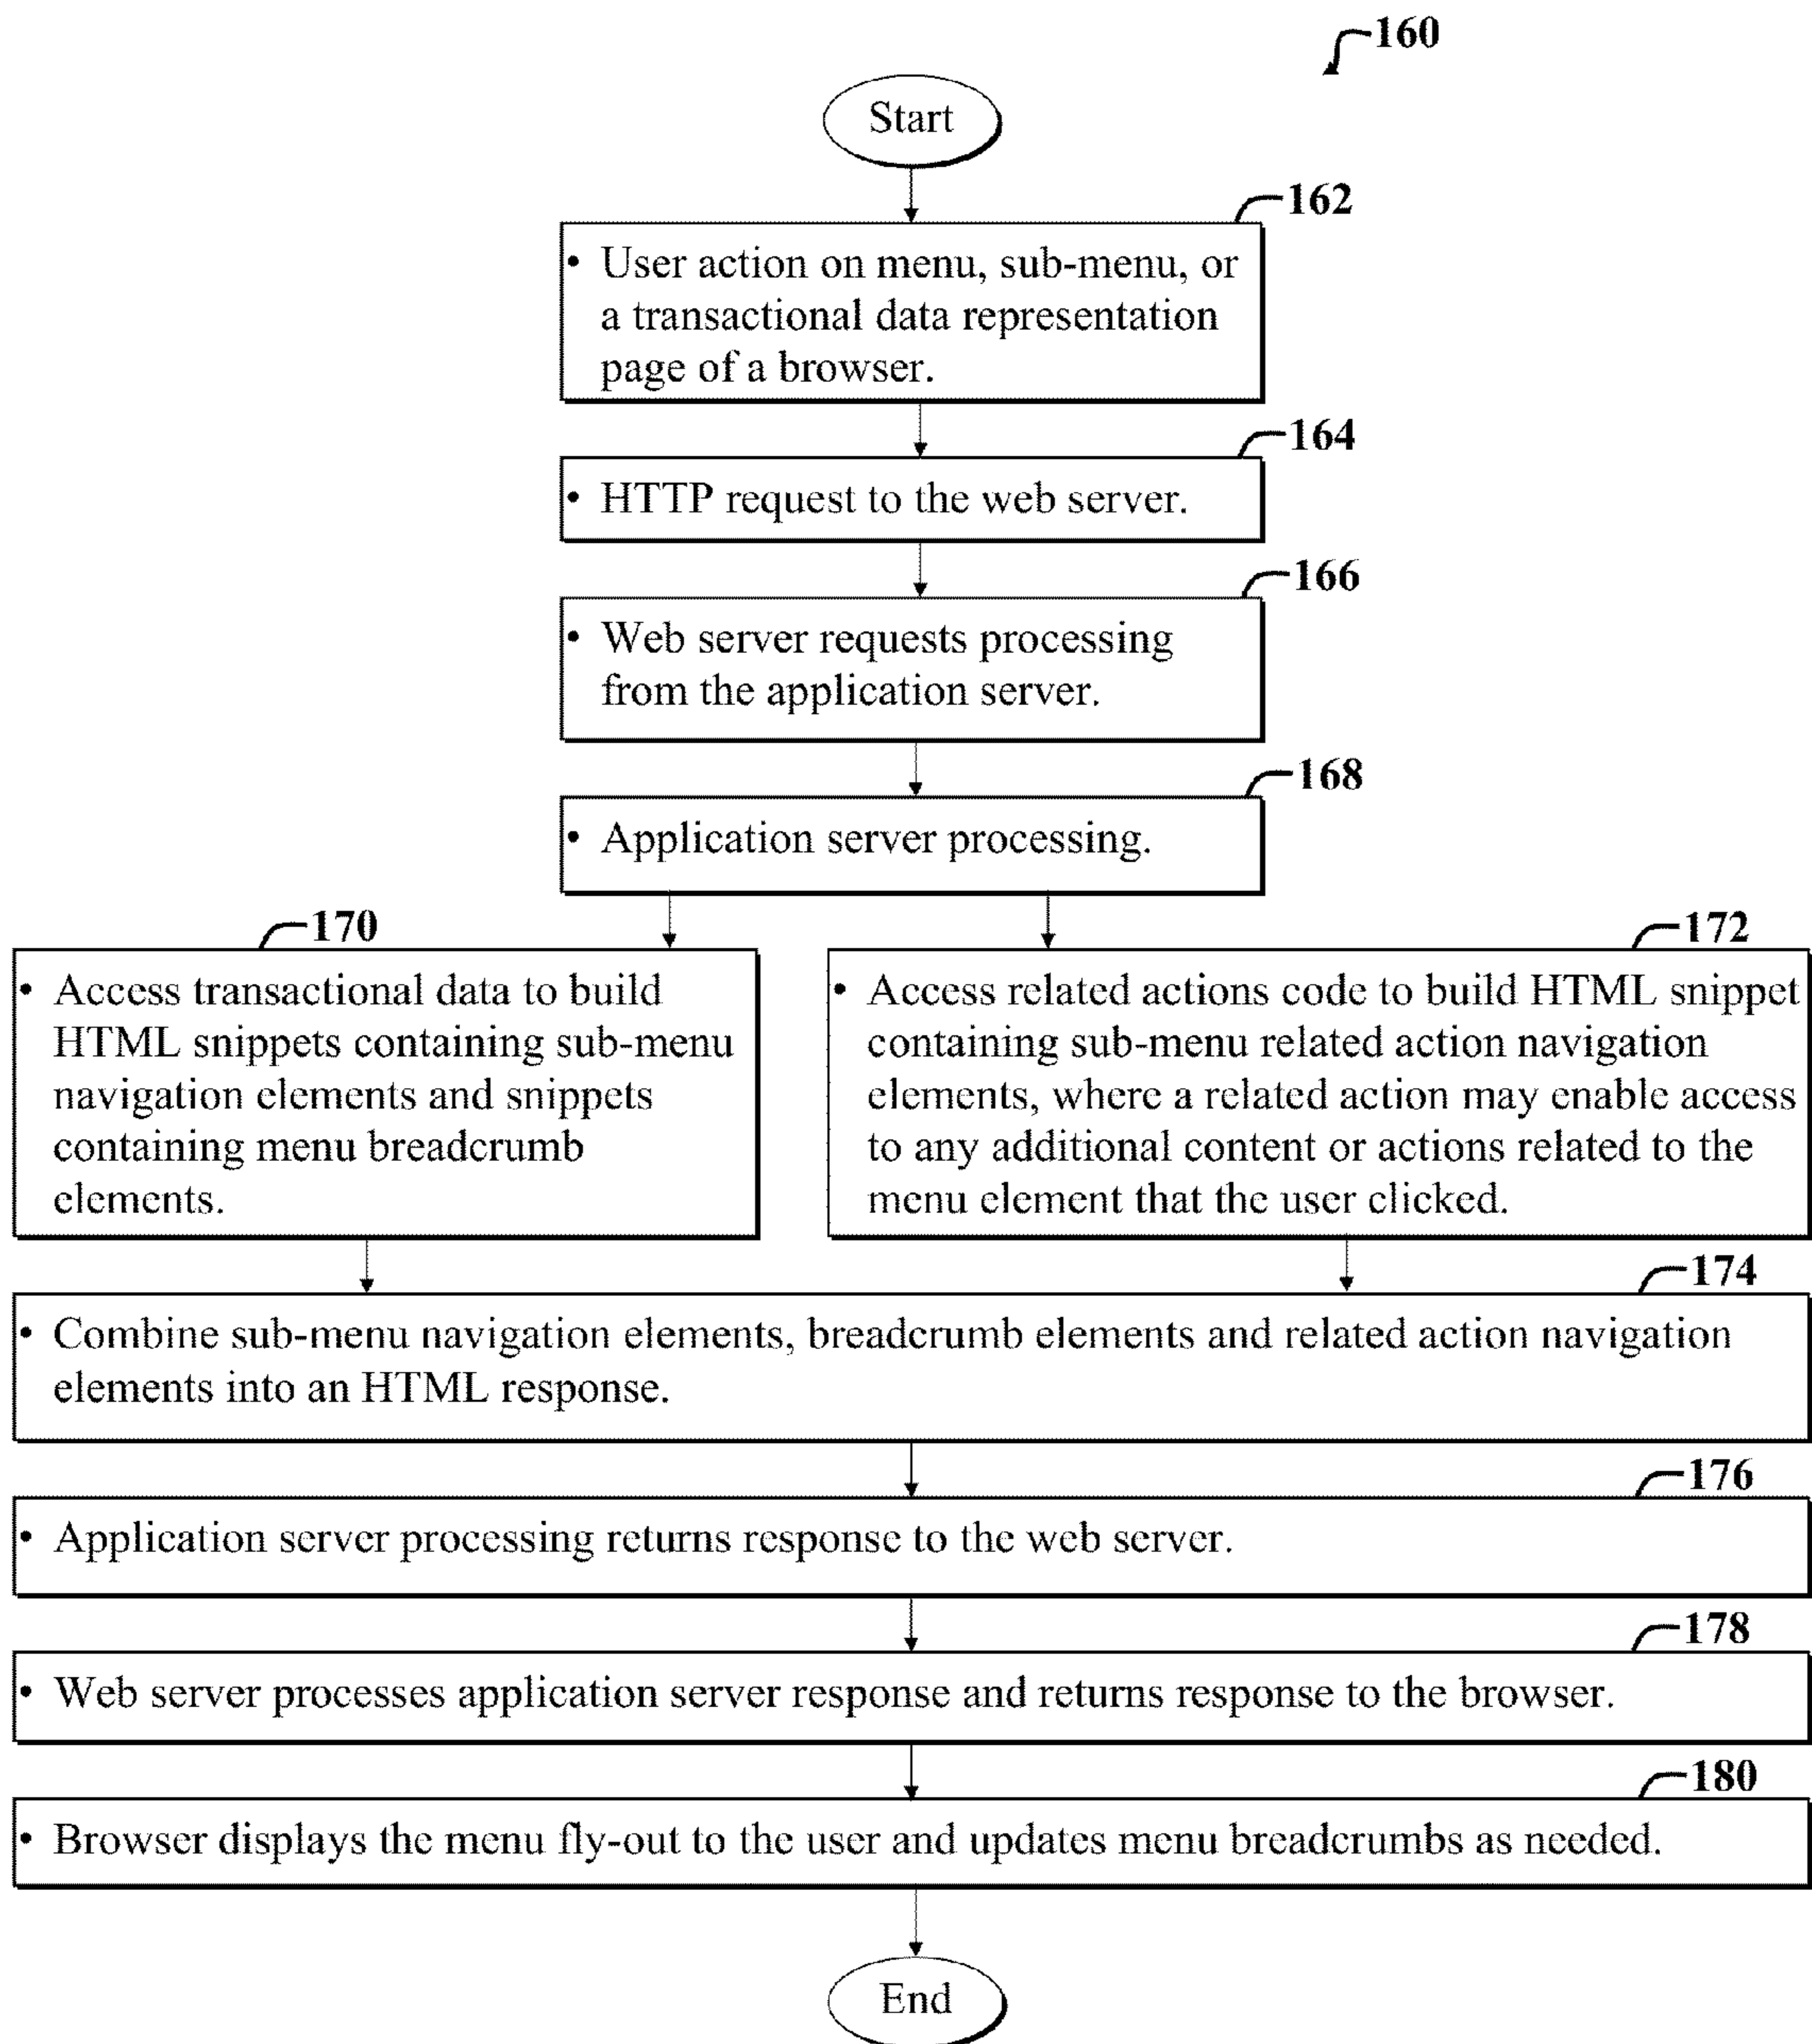 160
Start
162
• User action on menu, sub-menu, or
a transactional data representation
page of a browser.
164
• HTTP request to the web server.
166
• Web server requests processing
from the application server.
168
• Application server processing.
170
• Access transactional data to build
HTML snippets containing sub-menu
navigation elements and snippets
containing menu breadcrumb
elements.
172
• Access related actions code to build HTML snippet
containing sub-menu related action navigation
elements, where a related action may enable access
to any additional content or actions related to the
menu element that the user clicked.
174
• Combine sub-menu navigation elements, breadcrumb elements and related action navigation
elements into an HTML response.
176
• Application server processing returns response to the web server.
178
• Web server processes application server response and returns response to the browser.
180
• Browser displays the menu fly-out to the user and updates menu breadcrumbs as needed.
End